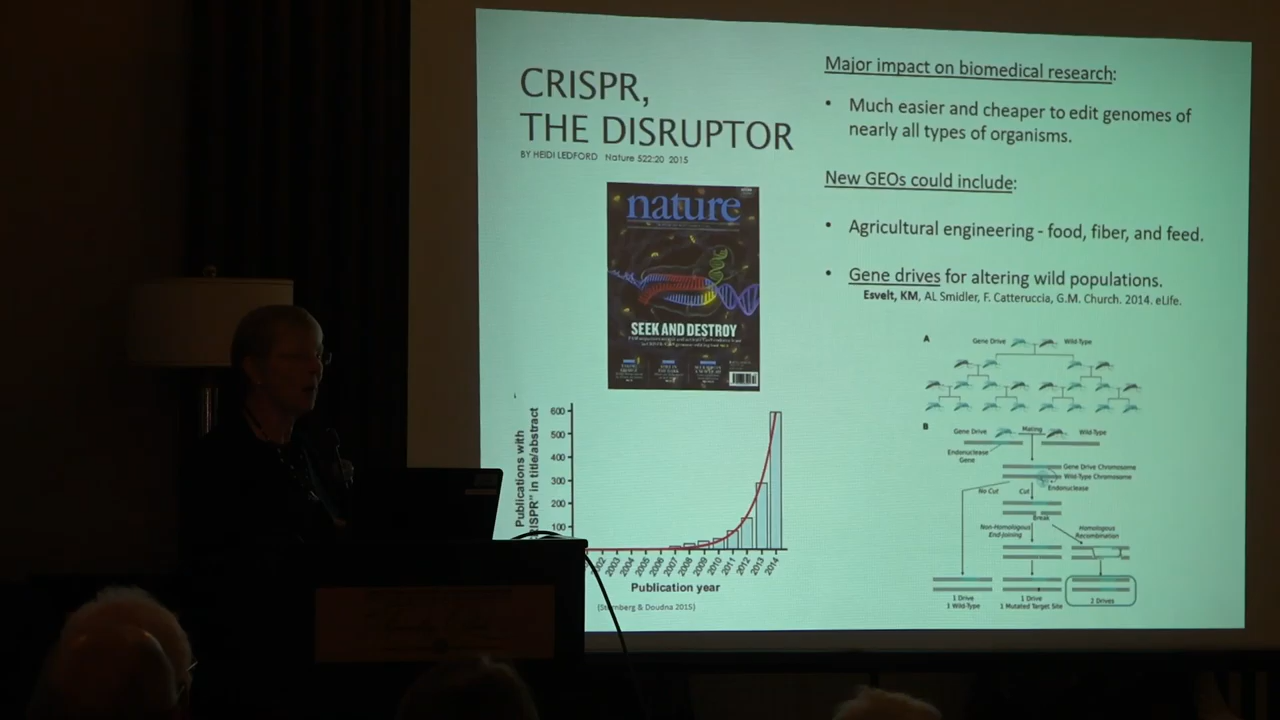 CRISPR,
THE DISRUPTOR
BY HEIDI LEDFORD Nature 522:20 2015
nature
SEEK AND DESTROY
Publications with
RISPR" in title/abstract
600
500
400
300
200
100
2002 2003 2004 2005 2006 2007 2008 2009 2010 2011 2012 2013 2014
Publication year
(Sternberg & Doudna 2015)
Major impact on biomedical research:
• Much easier and cheaper to edit genomes of
nearly all types of organisms.
New GEOs could include:
• Agricultural engineering - food, fiber, and feed.
• Gene drives for altering wild populations.
Esvelt, KM, AL Smidler, F. Catteruccia, G.M. Church. 2014. eLife.
A
Gene Drive Wild-Type
B
Mating
Gene Drive Wild-Type
Endonuclease
Gene
Gene Drive Chromosome
Wild-Type Chromosome
Endonuclease
No Cut Cut
Break
Non-Homologous
End-Joining
Homologous
Recombination
1 Drive
1 Wild-Type
1 Drive
1 Mutated Target Site
2 Drives